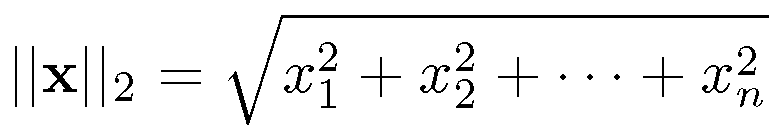 ||x||₂ = √(x₁² + x₂² + ⋯ + xₙ²)